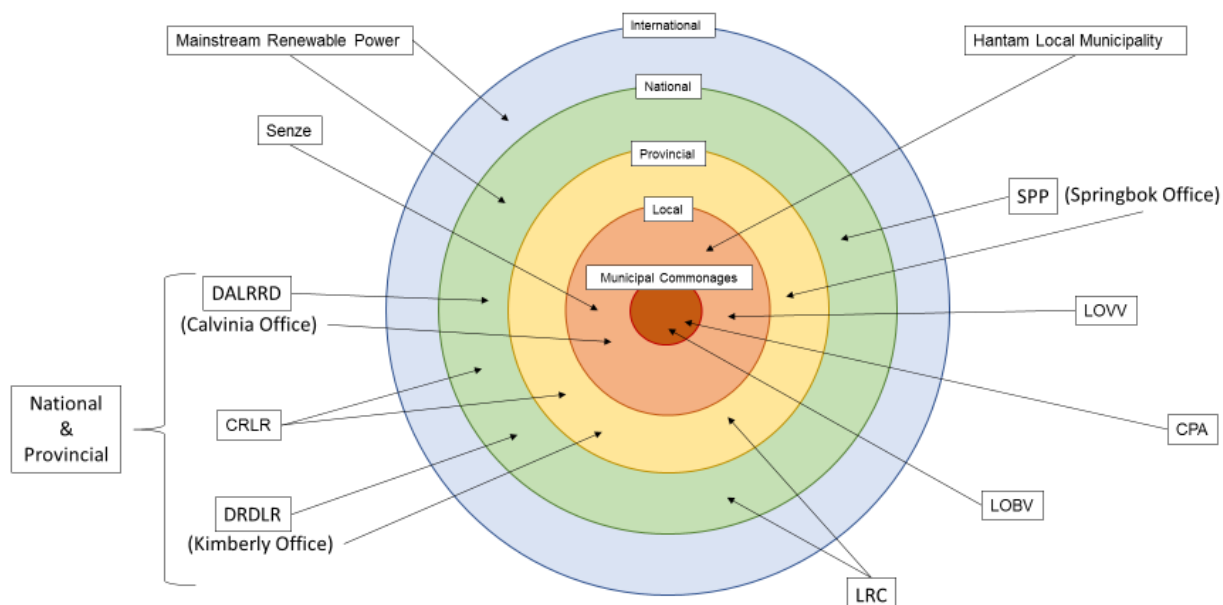 International
Mainstream Renewable Power
Hantam Local Municipality
National
Senze
Provincial
SPP (Springbok Office)
Local
Municipal Commonages
DALRRD
(Calvinia Office)
LOVV
National
&
Provincial
CRLR
CPA
DRDLR
(Kimberly Office)
LOBV
LRC